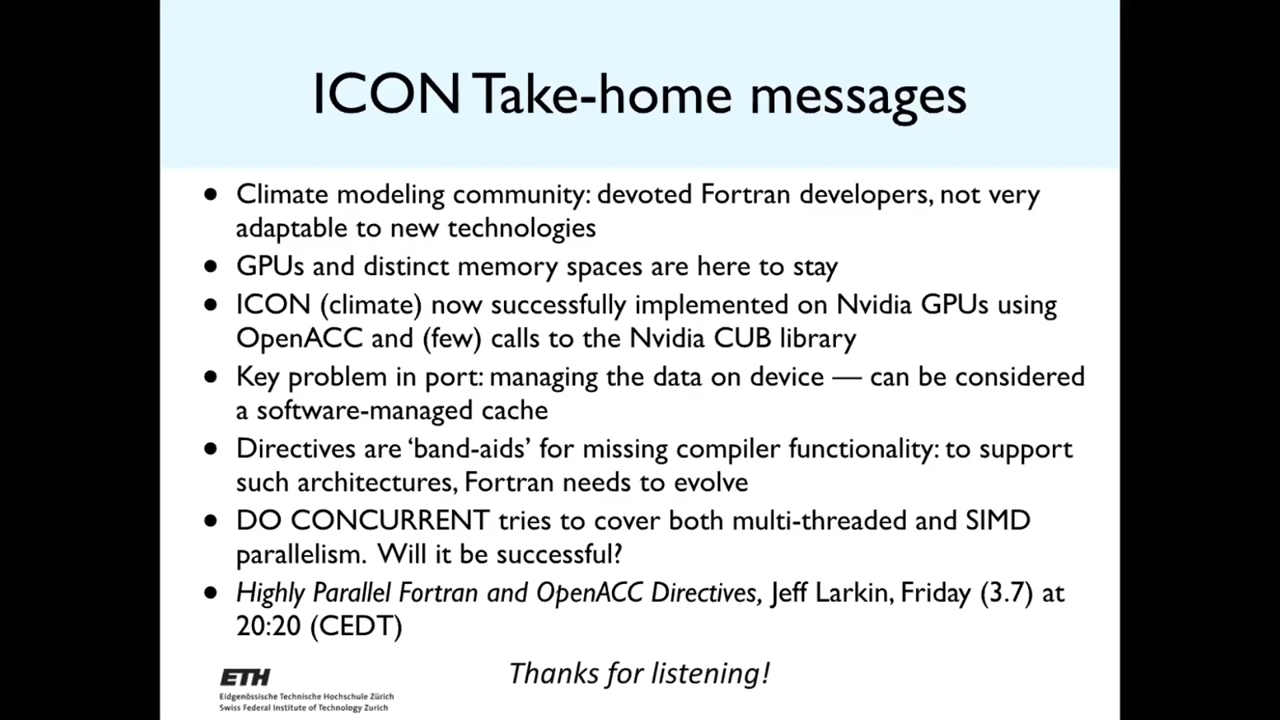 ICON Take-home messages
● Climate modeling community: devoted Fortran developers, not very
adaptable to new technologies
● GPUs and distinct memory spaces are here to stay
● ICON (climate) now successfully implemented on Nvidia GPUs using
OpenACC and (few) calls to the Nvidia CUB library
● Key problem in port: managing the data on device — can be considered
a software-managed cache
● Directives are ‘band-aids’ for missing compiler functionality: to support
such architectures, Fortran needs to evolve
● DO CONCURRENT tries to cover both multi-threaded and SIMD
parallelism. Will it be successful?
● Highly Parallel Fortran and OpenACC Directives, Jeff Larkin, Friday (3.7) at
20:20 (CEDT)
Thanks for listening!
ETH
Eidgenössische Technische Hochschule Zürich
Swiss Federal Institute of Technology Zurich